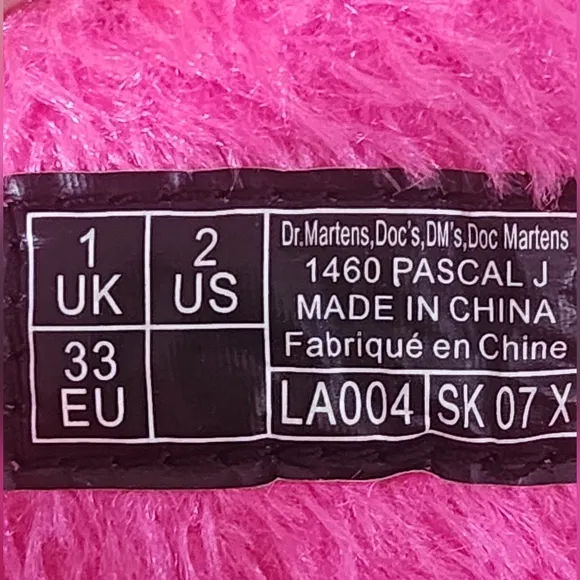 1
UK
2
US
33
EU
Dr.Martens,Doc's,DM's,Doc Martens
1460 PASCAL J
MADE IN CHINA
Fabriqué en Chine
LA004
SK 07 X